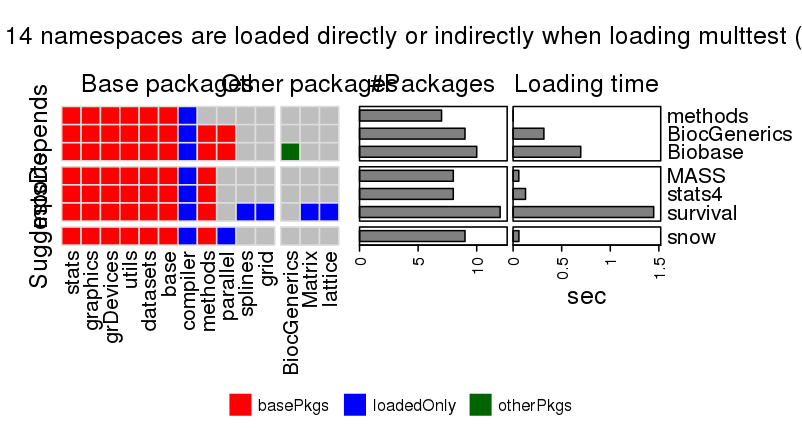 14 namespaces are loaded directly or indirectly when loading multtest (
Base packages
Other packages
#Packages
Loading time
Depends
Imports
Suggests
methods
BiocGenerics
Biobase
MASS
stats4
survival
snow
stats
graphics
grDevices
utils
datasets
base
compiler
methods
parallel
splines
grid
BiocGenerics
Matrix
lattice
0
5
10
0
0.5
1
1.5
sec
basePkgs
loadedOnly
otherPkgs